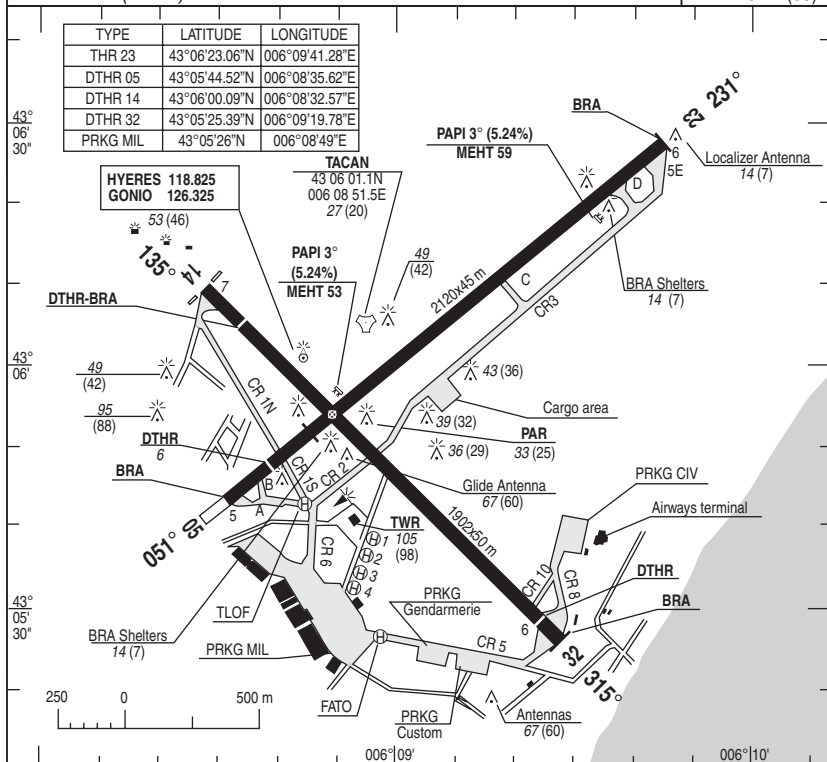 TYPE LATITUDE LONGITUDE
THR 23 43°06'23.06"N 006°09'41.28"E
DTHR 05 43°05'44.52"N 006°08'35.62"E
DTHR 14 43°06'00.09"N 006°08'32.57"E
DTHR 32 43°05'25.39"N 006°09'19.78"E
PRKG MIL 43°05'26"N 006°08'49"E
43°
06'
30"
BRA
23 231°
PAPI 3° (5.24%)
MEHT 59
6
5E
D
Localizer Antenna
14 (7)
HYERES 118.825
GONIO 126.325
53 (46)
TACAN
43 06 01.1N
006 08 51.5E
27 (20)
135° 14
7
PAPI 3°
(5.24%)
MEHT 53
49
(42)
2120x45 m
C
CR3
BRA Shelters
14 (7)
DTHR-BRA
43°
06'
49
(42)
95
(88)
CR 1N
43 (36)
39 (32)
Cargo area
36 (29)
PAR
33 (25)
DTHR
6
BRA
B
A
5
CR 1S
CR 2
Glide Antenna
67 (60)
PRKG CIV
Airways terminal
051° 05
CR 6
TWR
105
(98)
H
H 1
H 2
H 3
H 4
1902x50 m
CR 10
CR 8
DTHR
BRA
6
43°
05'
30"
TLOF
BRA Shelters
14 (7)
PRKG MIL
PRKG
Gendarmerie
H
CR 5
32
315°
250 0 500 m
FATO
PRKG
Custom
Antennas
67 (60)
006°09'
006°10'